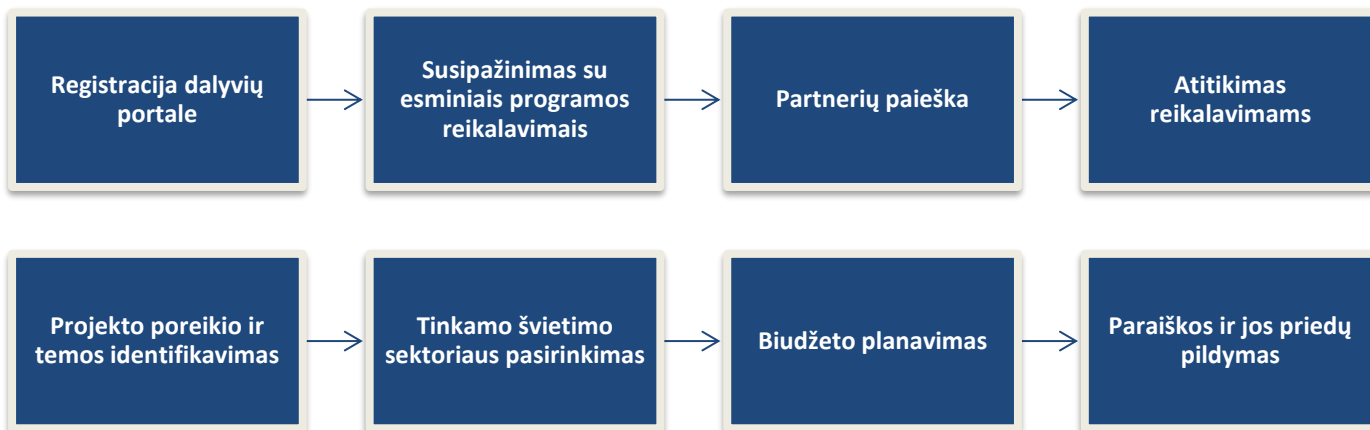 Registracija dalyvių
portale
Susipažinimas su
esminiais programos
reikalavimais
Partnerių paieška
Atitikimas
reikalavimams
Projekto poreikio ir
temos identifikavimas
Tinkamo švietimo
sektoriaus pasirinkimas
Biudžeto planavimas
Paraiškos ir jos priedų
pildymas